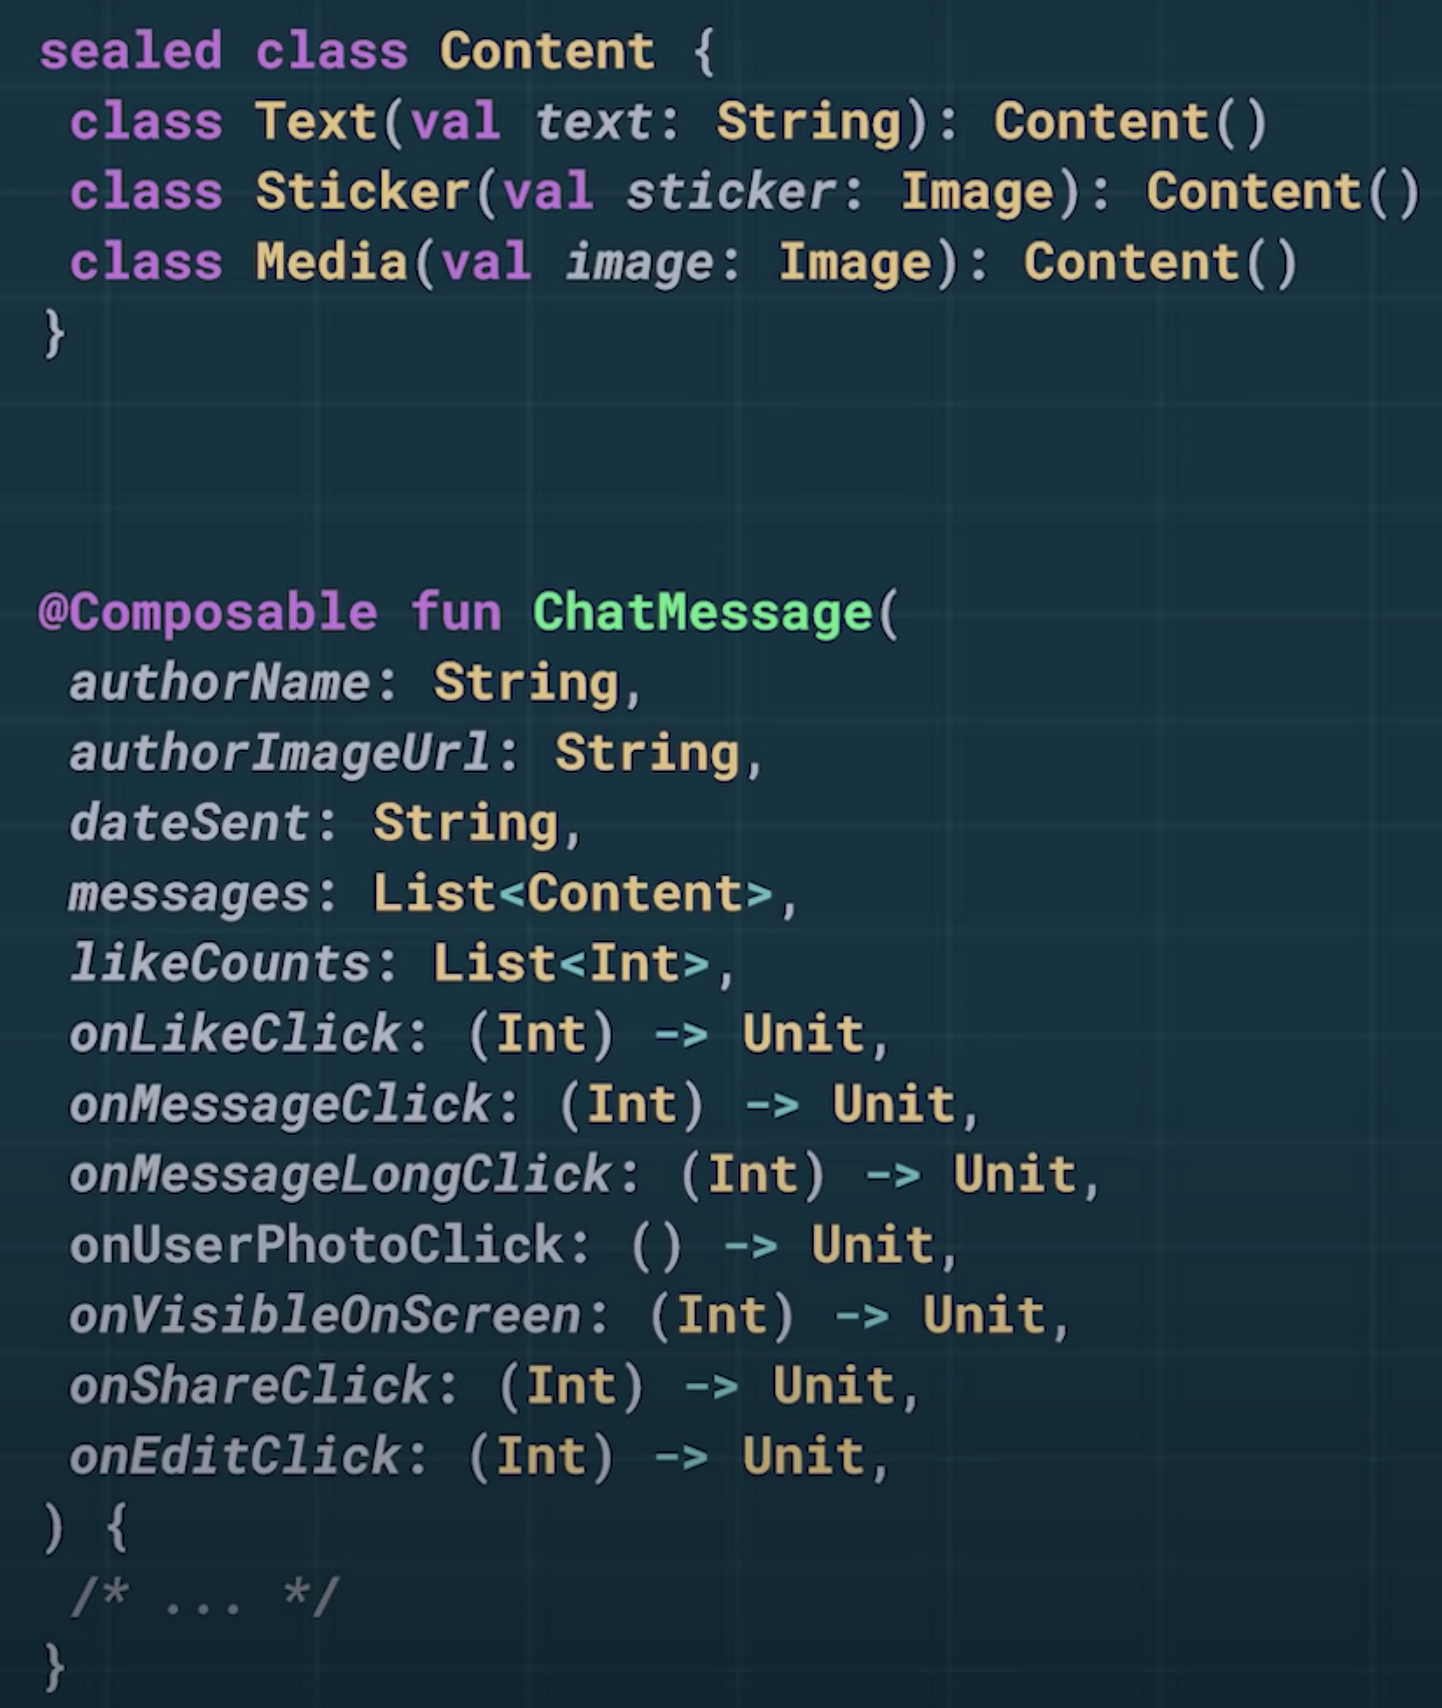 sealed class Content {
 class Text(val text: String): Content()
 class Sticker(val sticker: Image): Content()
 class Media(val image: Image): Content()
}
@Composable fun ChatMessage(
 authorName: String,
 authorImageUrl: String,
 dateSent: String,
 messages: List<Content>,
 likeCounts: List<Int>,
 onLikeClick: (Int) -> Unit,
 onMessageClick: (Int) -> Unit,
 onMessageLongClick: (Int) -> Unit,
 onUserPhotoClick: () -> Unit,
 onVisibleOnScreen: (Int) -> Unit,
 onShareClick: (Int) -> Unit,
 onEditClick: (Int) -> Unit,
) {
 /* ... */
}